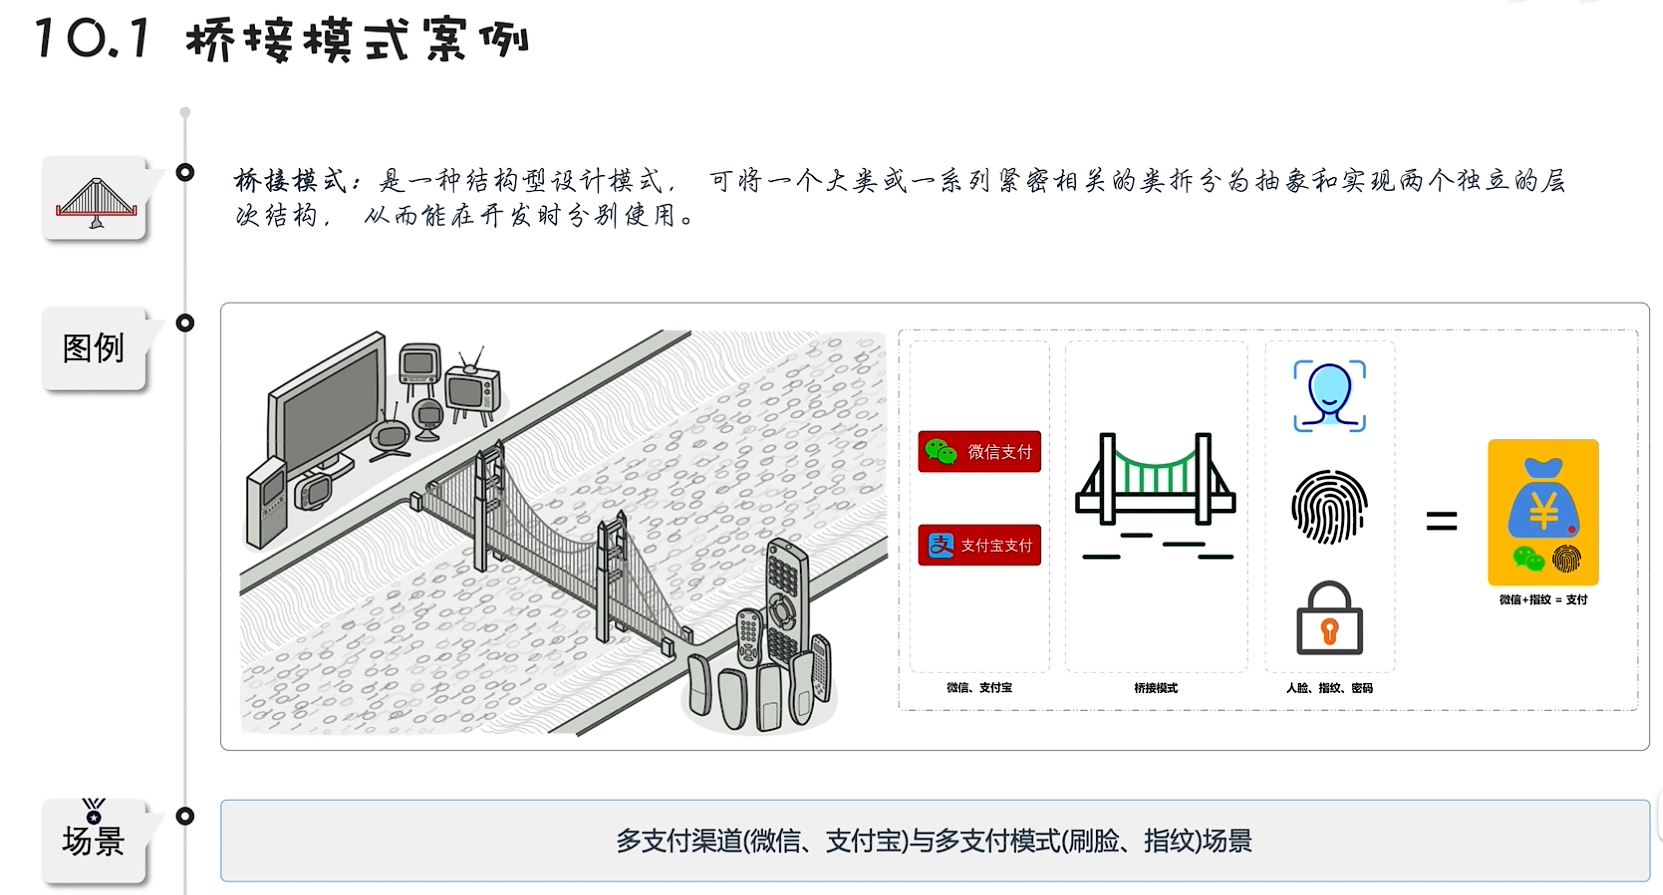 10.1 桥接模式案例
桥接模式：是一种结构型设计模式， 可将一个大类或一系列紧密相关的类拆分为抽象和实现两个独立的层
次结构， 从而能在开发时分别使用。
图例
微信支付
支 支付宝支付
微信、支付宝
桥接模式
人脸、指纹、密码
=
¥
微信+指纹 = 支付
场景
多支付渠道(微信、支付宝)与多支付模式(刷脸、指纹)场景